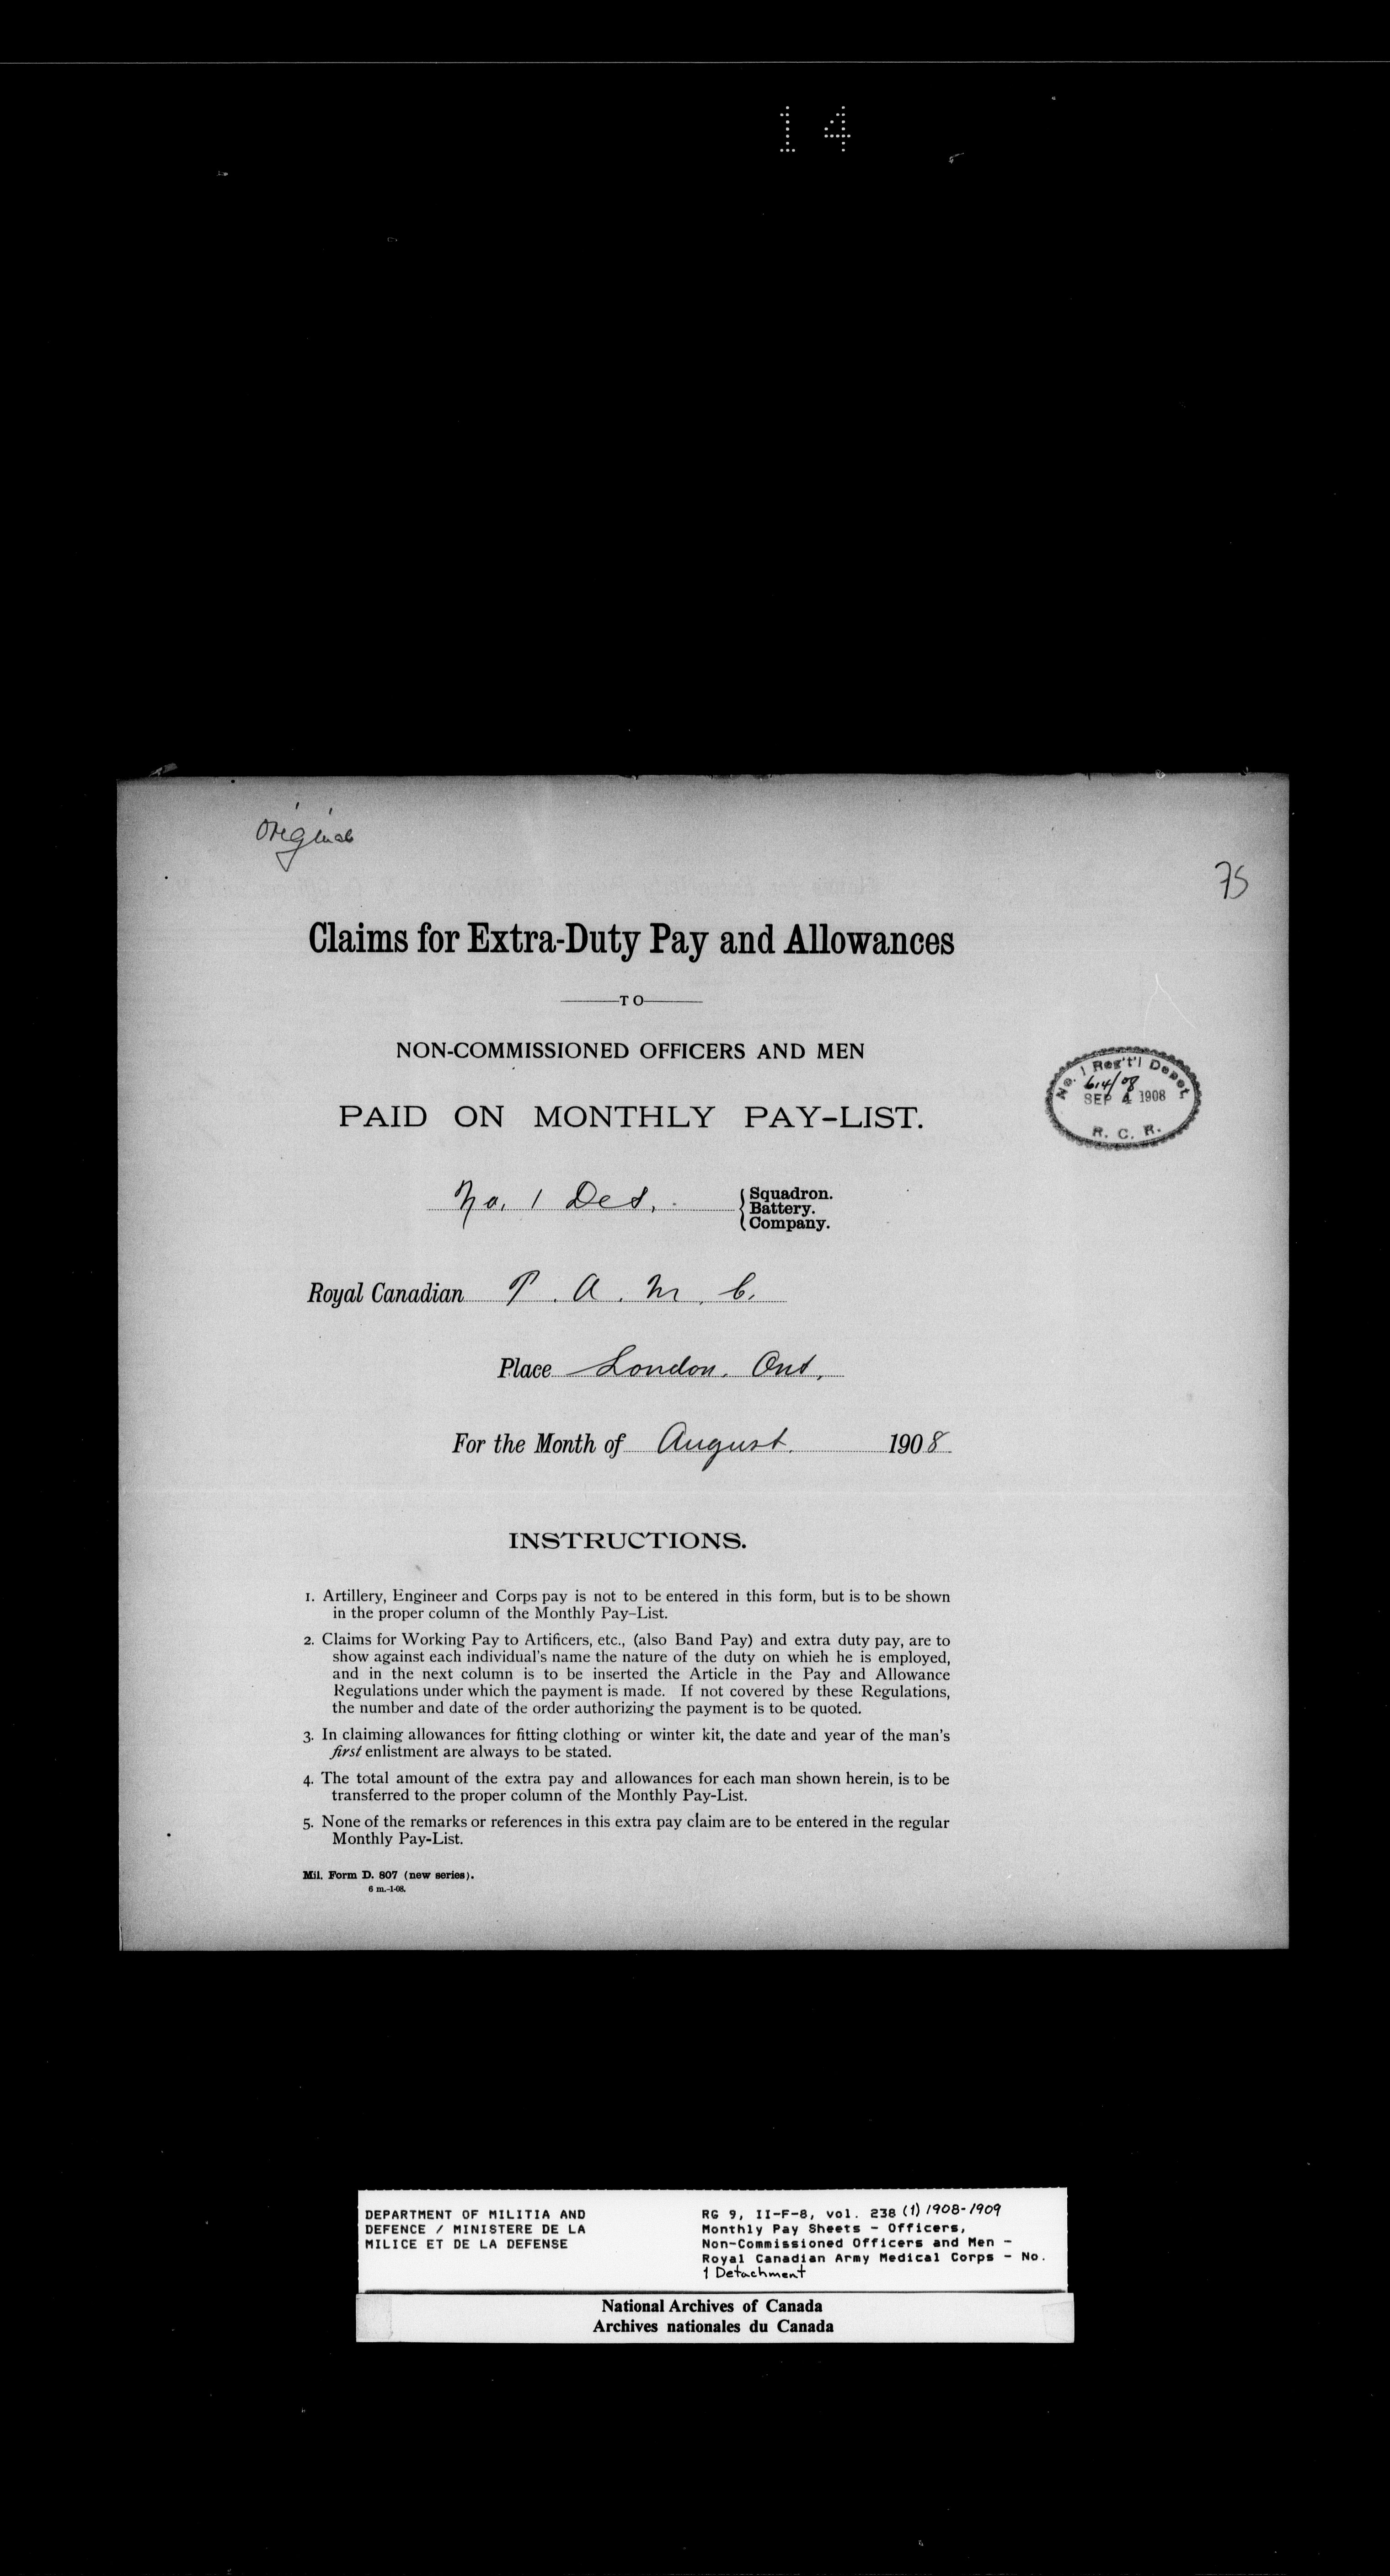 14
Original
75
Claims for Extra-Duty Pay and Allowances
TO
NON-COMMISSIONED OFFICERS AND MEN
PAID ON MONTHLY PAY-LIST.
No. 1 Reg't'l Depot
614/08
SEP 4 1908
R. C. R.
No. 1 Det.
Squadron.
Battery.
Company.
Royal Canadian P. A. M. C.
Place London. Ont.
For the Month of August. 1908
INSTRUCTIONS.
1. Artillery, Engineer and Corps pay is not to be entered in this form, but is to be shown
in the proper column of the Monthly Pay-List.
2. Claims for Working Pay to Artificers, etc., (also Band Pay) and extra duty pay, are to
show against each individual's name the nature of the duty on which he is employed,
and in the next column is to be inserted the Article in the Pay and Allowance
Regulations under which the payment is made. If not covered by these Regulations,
the number and date of the order authorizing the payment is to be quoted.
3. In claiming allowances for fitting clothing or winter kit, the date and year of the man's
first enlistment are always to be stated.
4. The total amount of the extra pay and allowances for each man shown herein, is to be
transferred to the proper column of the Monthly Pay-List.
5. None of the remarks or references in this extra pay claim are to be entered in the regular
Monthly Pay-List.
Mil. Form D. 807 (new series).
6 m.-1-08.
DEPARTMENT OF MILITIA AND
DEFENCE / MINISTERE DE LA
MILICE ET DE LA DEFENSE
RG 9, II-F-8, vol. 238 (1) 1908-1909
Monthly Pay Sheets - Officers,
Non-Commissioned Officers and Men -
Royal Canadian Army Medical Corps - No.
1 Detachment
National Archives of Canada
Archives nationales du Canada